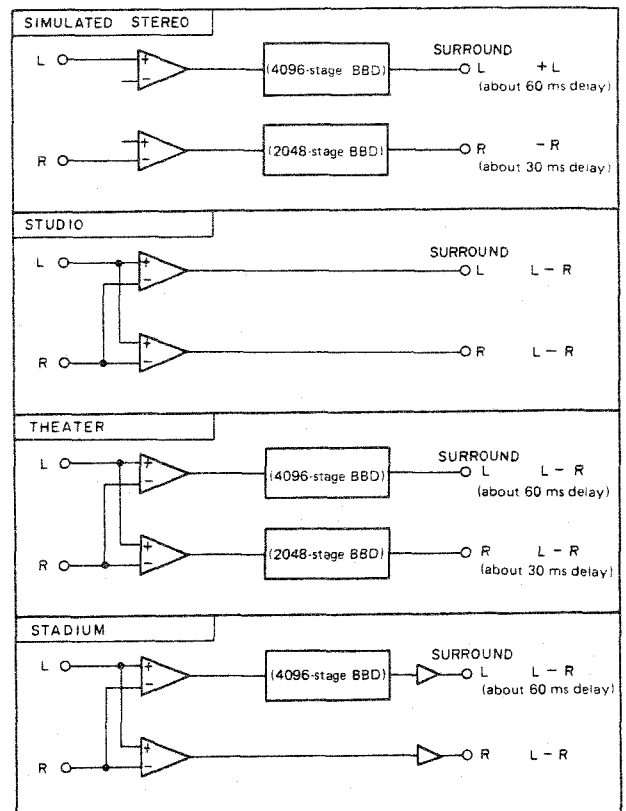 SIMULATED STEREO
SURROUND
L + − (4096-stage BBD) L +L
(about 60 ms delay)
R + − (2048-stage BBD) R −R
(about 30 ms delay)
STUDIO
SURROUND
L + − L L − R
R + − R L − R
THEATER
SURROUND
L + − (4096-stage BBD) L L − R
(about 60 ms delay)
R + − (2048-stage BBD) R L − R
(about 30 ms delay)
STADIUM
SURROUND
L + − (4096-stage BBD) L L − R
(about 60 ms delay)
R + − R L − R